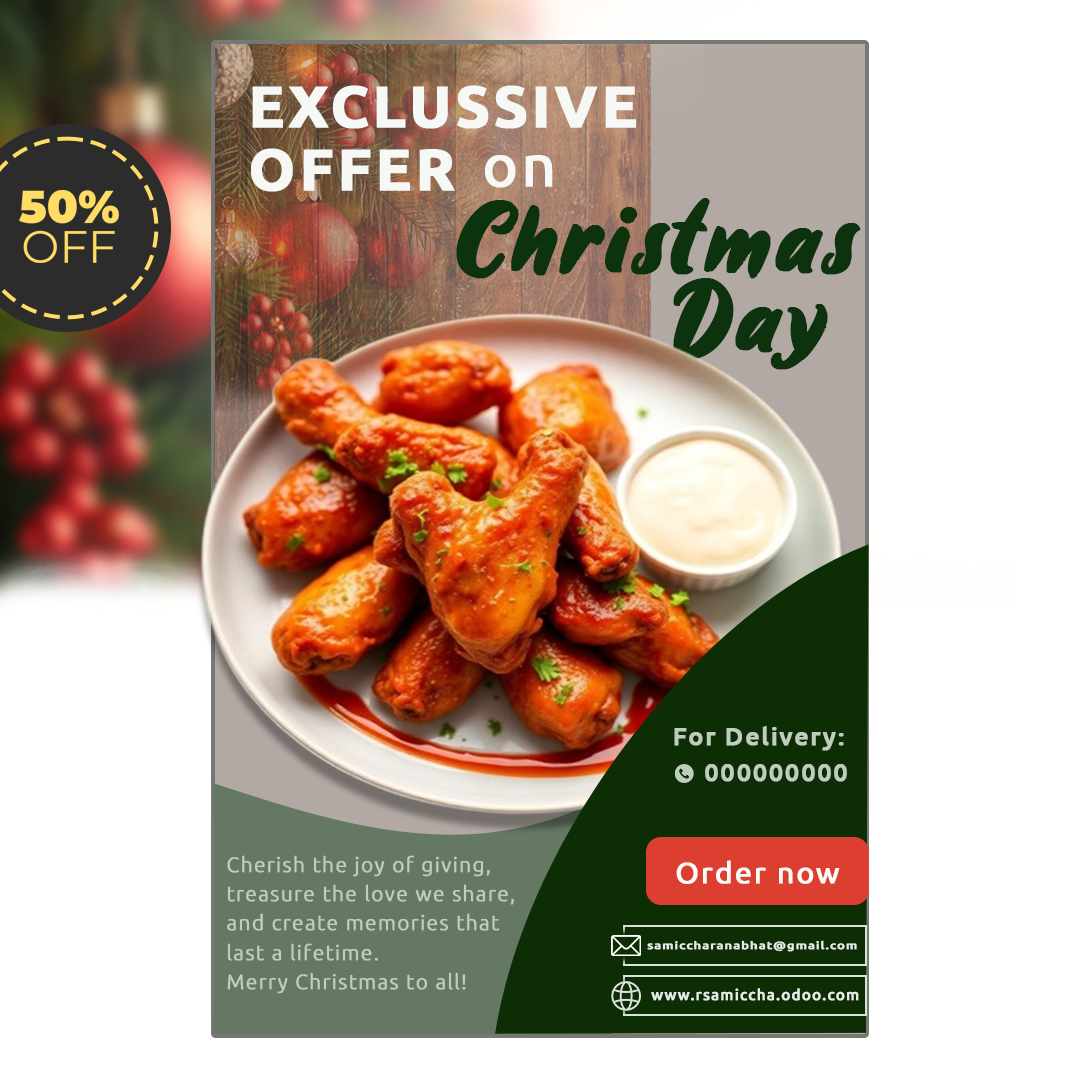 EXCLUSSIVE
OFFER on
Christmas
Day
50%
OFF
For Delivery:
000000000
Order now
samiccharanabhat@gmail.com
www.rsamiccha.odoo.com
Cherish the joy of giving,
treasure the love we share,
and create memories that
last a lifetime.
Merry Christmas to all!